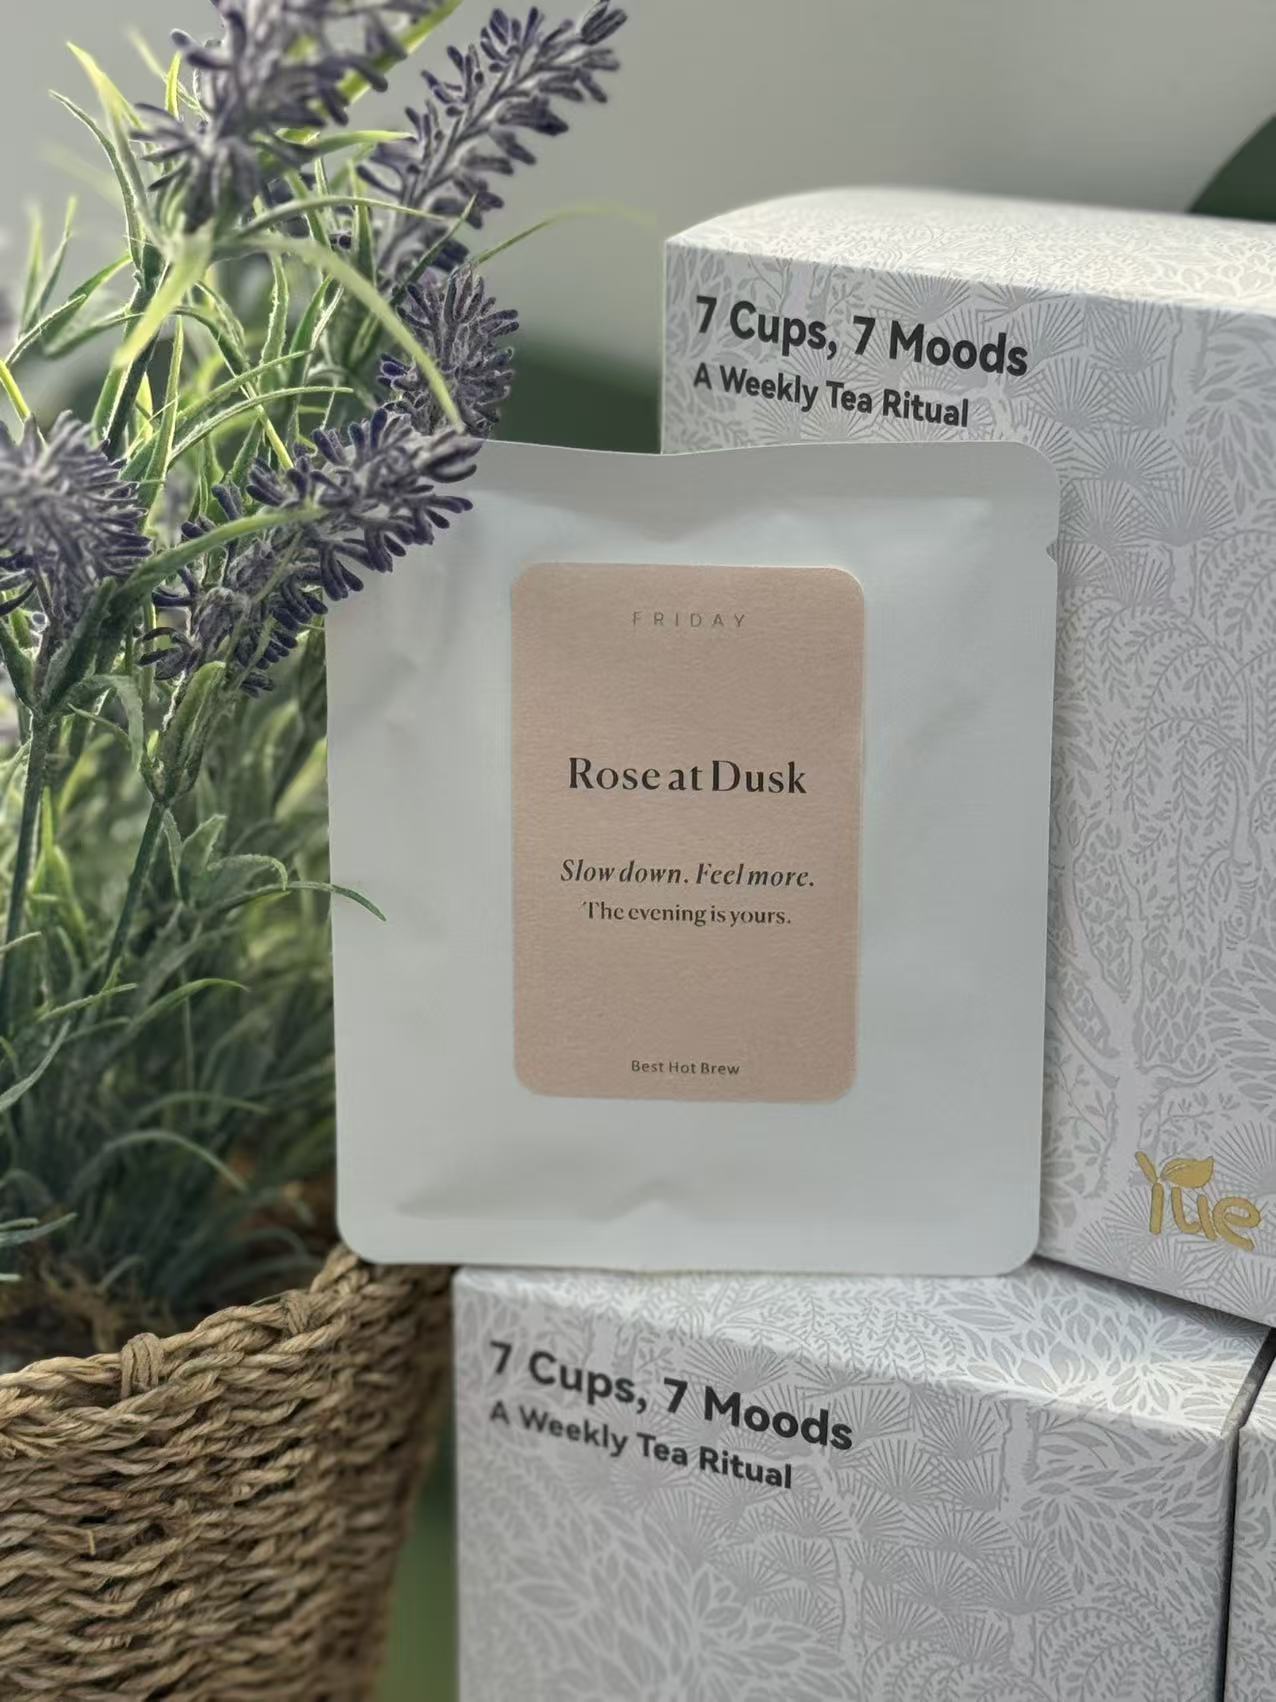 7 Cups, 7 Moods
A Weekly Tea Ritual
FRIDAY
Rose at Dusk
Slow down. Feel more.
The evening is yours.
Best Hot Brew
Yue
7 Cups, 7 Moods
A Weekly Tea Ritual